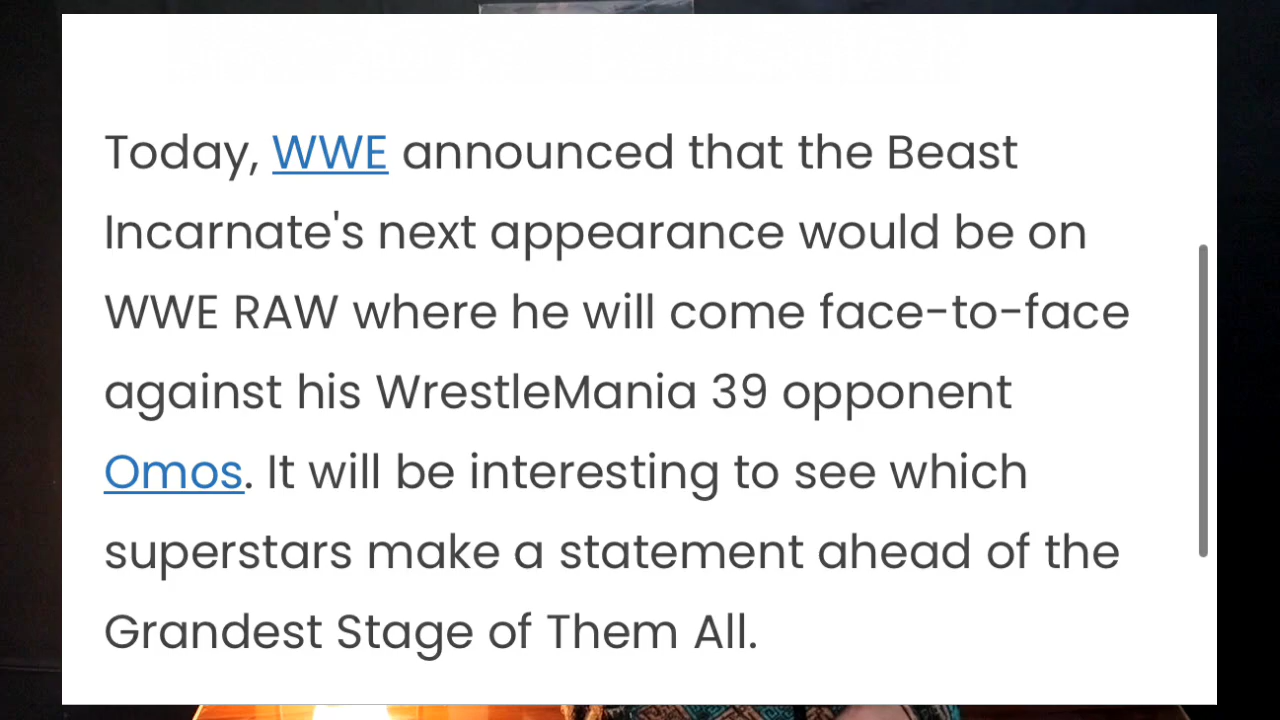 Today, WWE announced that the Beast
Incarnate's next appearance would be on
WWE RAW where he will come face-to-face
against his WrestleMania 39 opponent
Omos. It will be interesting to see which
superstars make a statement ahead of the
Grandest Stage of Them All.